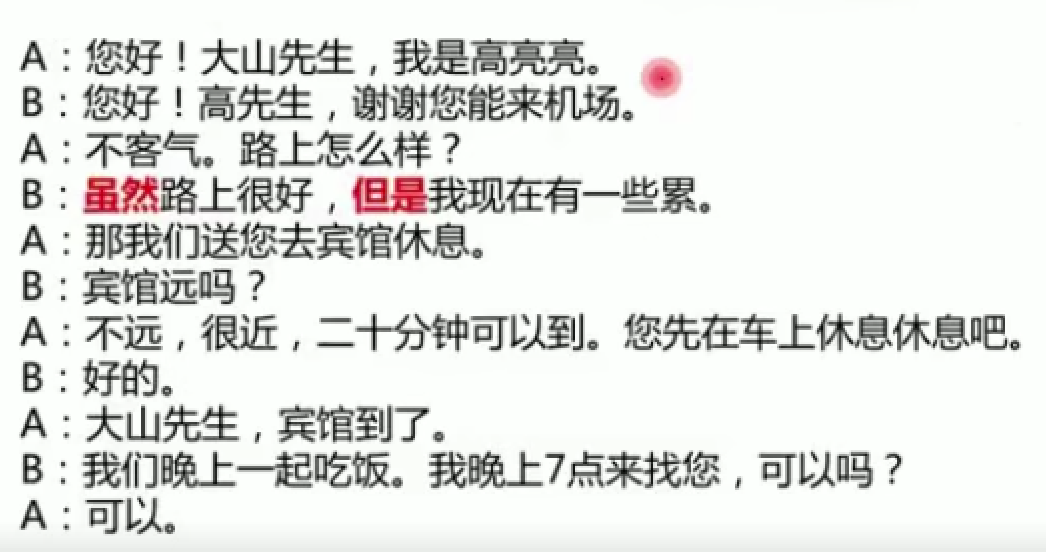 A：您好！大山先生，我是高亮亮。
B：您好！高先生，谢谢您能来机场。
A：不客气。路上怎么样？
B：虽然路上很好，但是我现在有一些累。
A：那我们送您去宾馆休息。
B：宾馆远吗？
A：不远，很近，二十分钟可以到。您先在车上休息休息吧。
B：好的。
A：大山先生，宾馆到了。
B：我们晚上一起吃饭。我晚上7点来找您，可以吗？
A：可以。